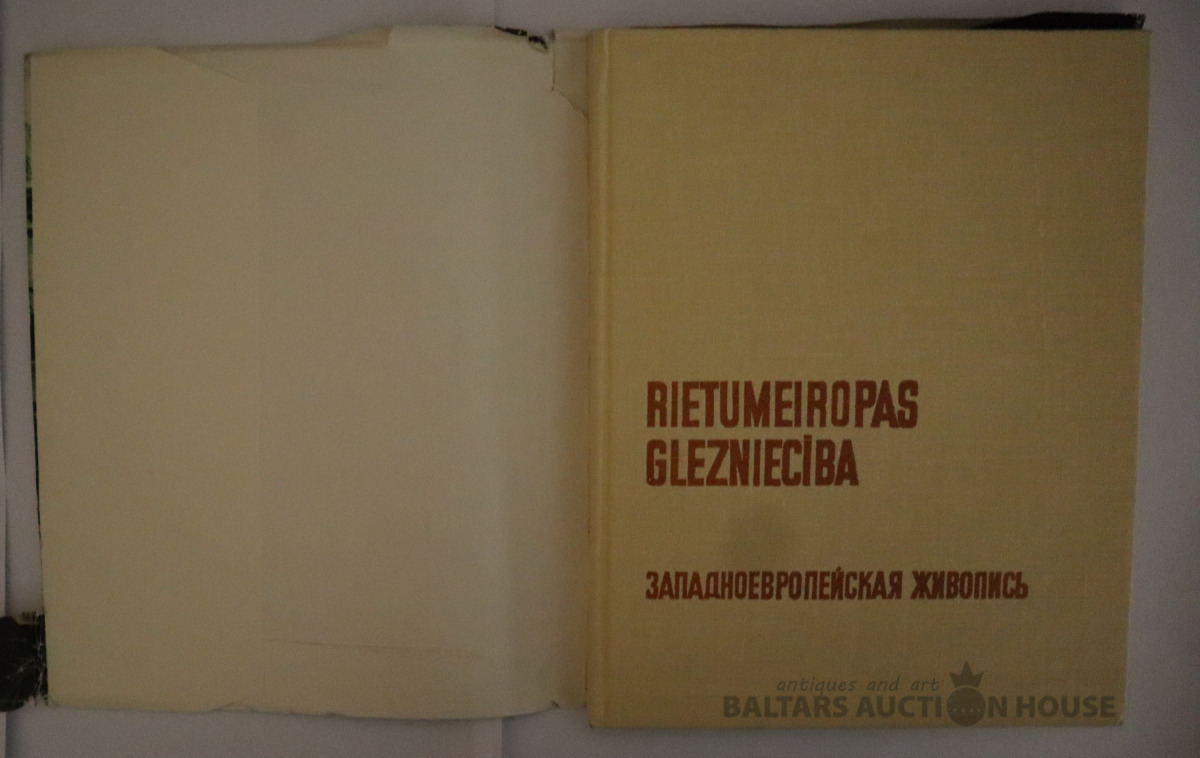 RIETUMEIROPAS
GLEZNIECĪBA
ЗАПАДНОЕВРОПЕЙСКАЯ ЖИВОПИСЬ
antiques and art
BALTARS AUCTION HOUSE